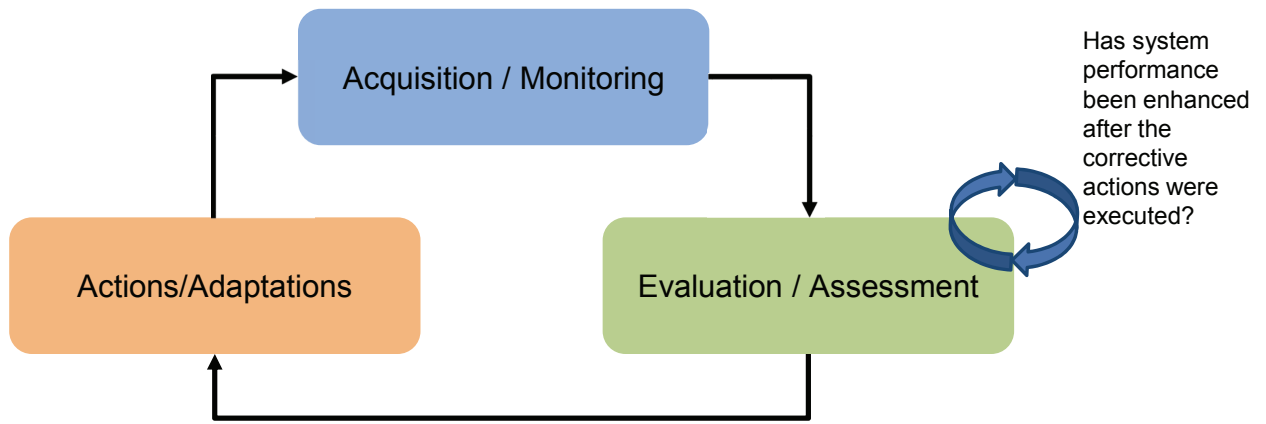 Acquisition / Monitoring
Has system
performance
been enhanced
after the
corrective
actions were
executed?
Actions/Adaptations
Evaluation / Assessment